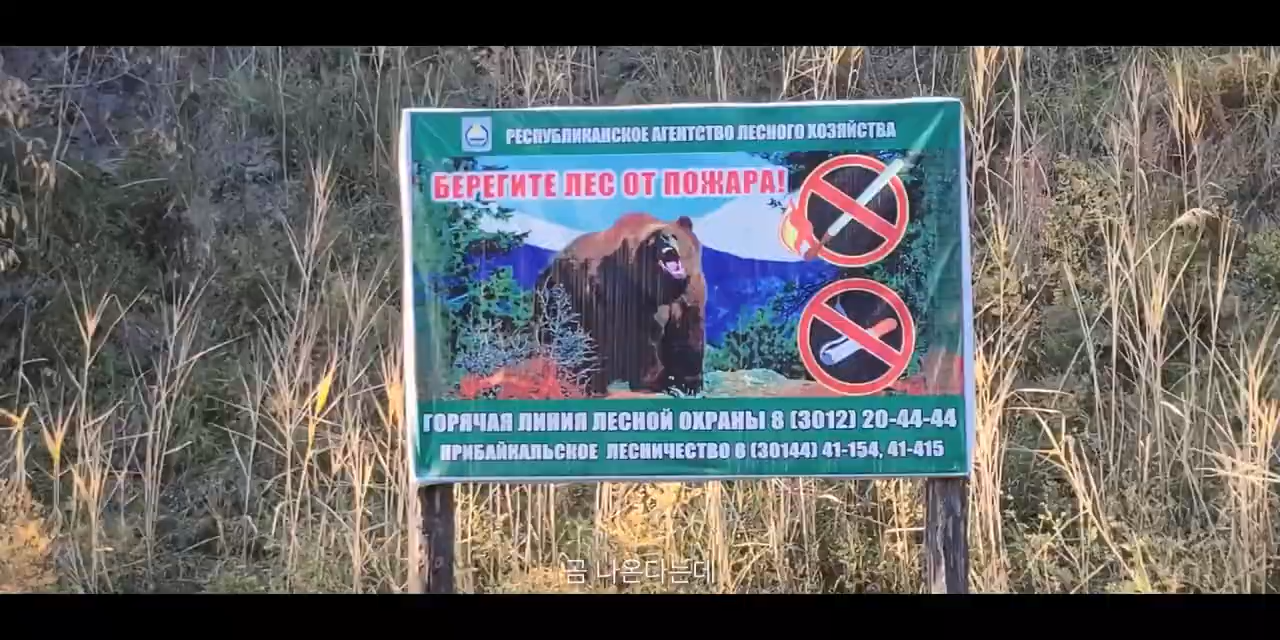 РЕСПУБЛИКАНСКОЕ АГЕНТСТВО ЛЕСНОГО ХОЗЯЙСТВА
БЕРЕГИТЕ ЛЕС ОТ ПОЖАРА!
ГОРЯЧАЯ ЛИНИЯ ЛЕСНОЙ ОХРАНЫ 8 (3012) 20-44-44
ПРИБАЙКАЛЬСКОЕ ЛЕСНИЧЕСТВО 8 (30144) 41-154, 41-415
곰 나온다는데